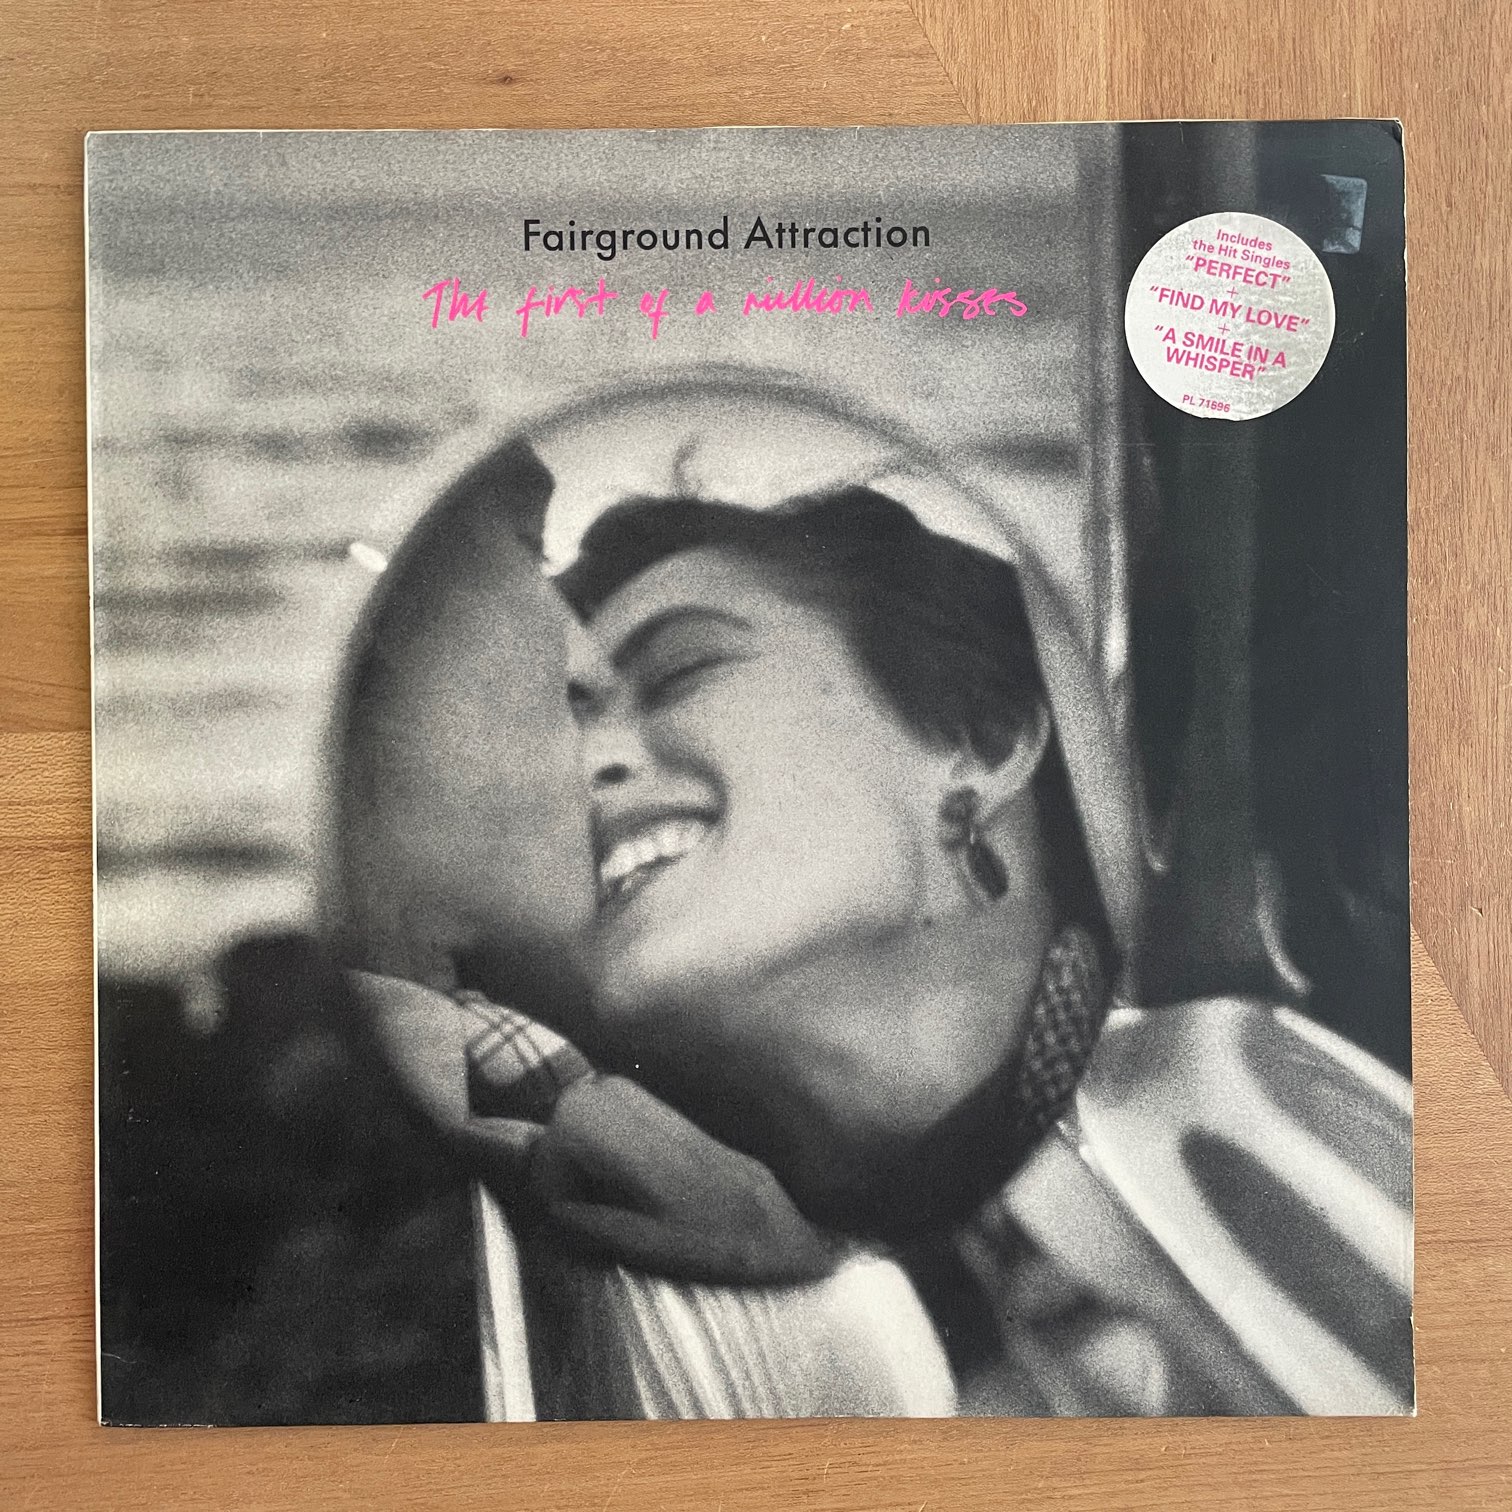 Fairground Attraction
The first of a million kisses
Includes
the Hit Singles
"PERFECT"
+
"FIND MY LOVE"
+
"A SMILE IN A
WHISPER"
PL 71696